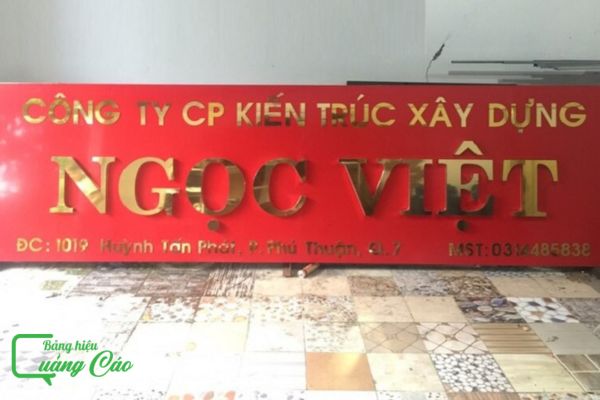 CÔNG TY CP KIẾN TRÚC XÂY DỰNG
NGỌC VIỆT
ĐC: 1019 Huỳnh Tấn Phát, P. Phú Thuận, Q.7 MST: 0314485838
Bảng hiệu
Quảng Cáo